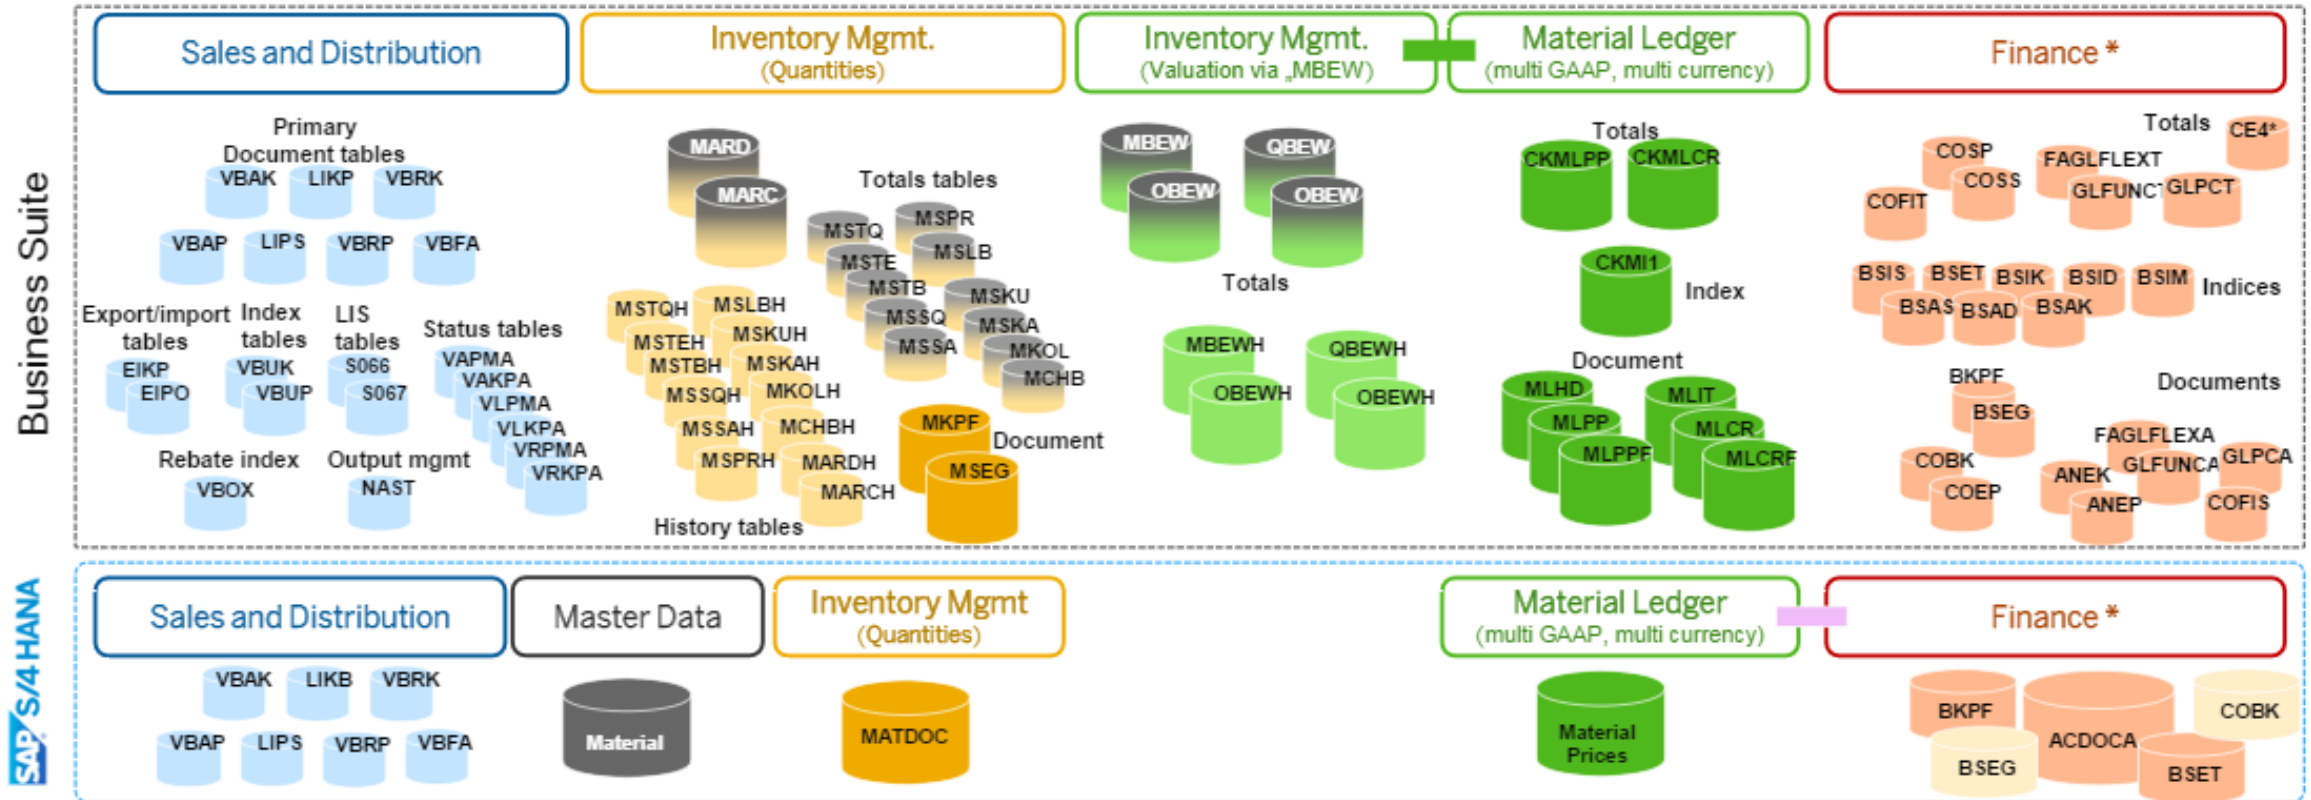 Business Suite
Sales and Distribution
Primary
Document tables
VBAK LIKP VBRK
VBAP LIPS VBRP VBFA
Export/import
tables
EIKP
EIPO
Index
tables
VBUK
VBUP
LIS
tables
S066
S067
Status tables
VAPMA
VAKPA
VLPMA
VLKPA
VRPMA
VRKPA
Rebate index
VBOX
Output mgmt
NAST
Inventory Mgmt.
(Quantities)
MARD
MARC
Totals tables
MSTQ
MSTE
MSTB
MSSQ
MSSA
MSPR
MSLB
MSKU
MSKA
MKOL
MCHB
MSTQH
MSTEH
MSTBH
MSSQH
MSSAH
MSPRH
MSLBH
MSKUH
MSKAH
MKOLH
MCHBH
MARDH
MARCH
History tables
MKPF
MSEG
Document
Inventory Mgmt.
(Valuation via „MBEW)
MBEW
OBEW
QBEW
OBEW
Totals
MBEWH
OBEWH
QBEWH
OBEWH
Material Ledger
(multi GAAP, multi currency)
Totals
CKMLPP CKMLCR
CKMI1
Index
Document
MLHD
MLPP
MLPPF
MLIT
MLCR
MLCRF
Finance *
Totals
CE4*
COSP
COSS
COFIT
FAGLFLEXT
GLFUNCT
GLPCT
BSIS BSET BSIK BSID BSIM
Indices
BSAS BSAD BSAK
BKPF
BSEG
Documents
COBK
COEP
FAGLFLEXA
GLFUNCA
GLPCA
ANEK
ANEP
COFIS
SAP S/4 HANA
Sales and Distribution
VBAK LIKB VBRK
VBAP LIPS VBRP VBFA
Master Data
Material
Inventory Mgmt
(Quantities)
MATDOC
Material Ledger
(multi GAAP, multi currency)
Material
Prices
Finance *
BKPF
BSEG
ACDOCA
COBK
BSET